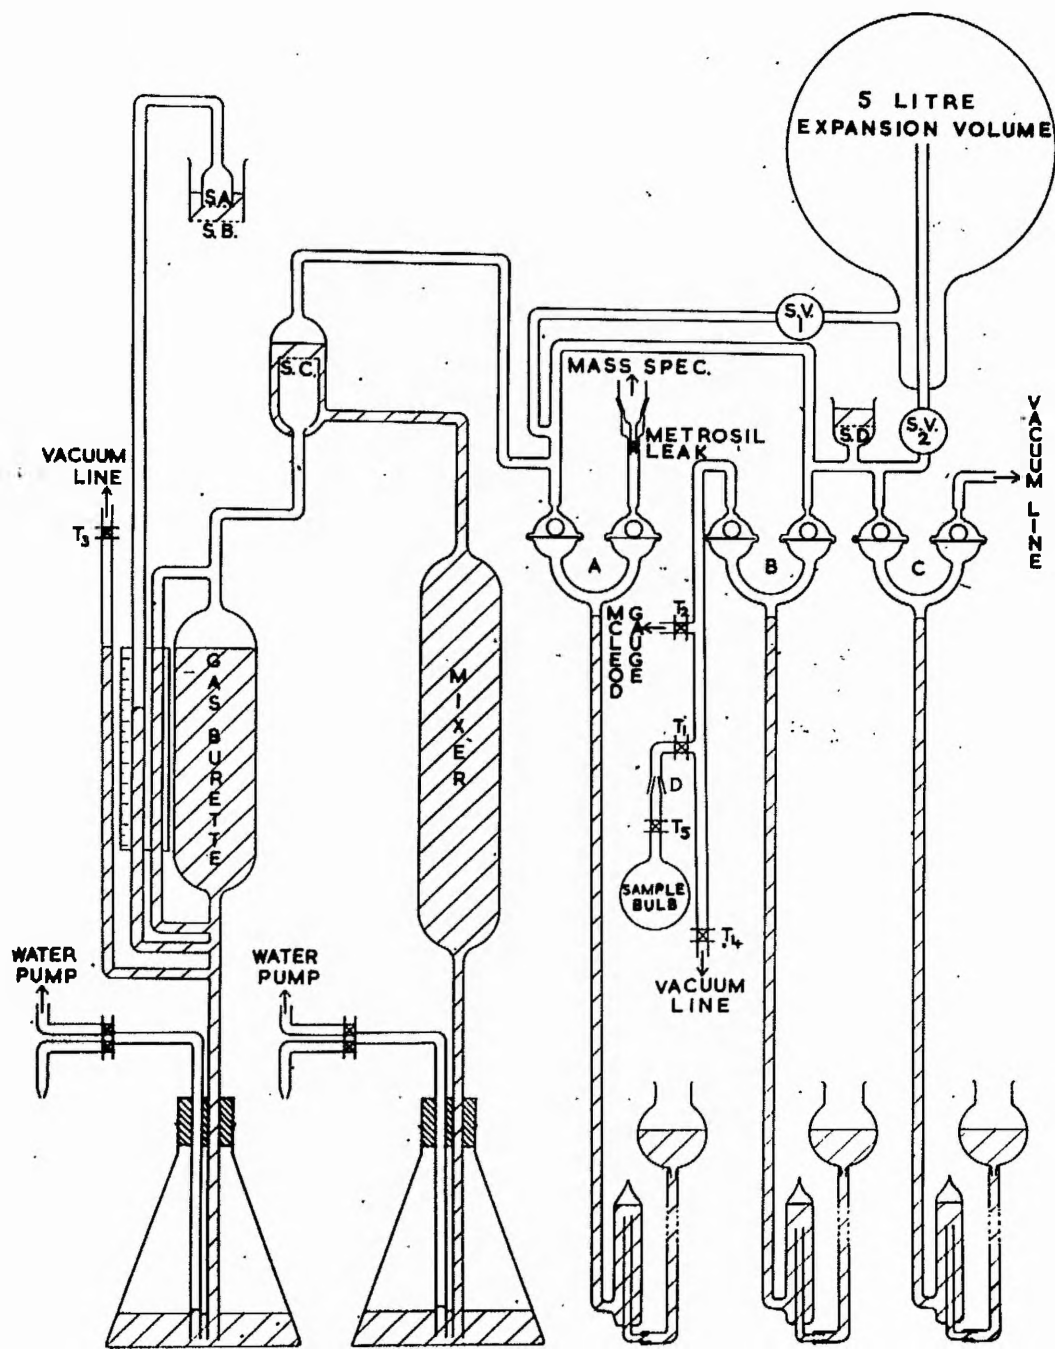 5 LITRE
EXPANSION VOLUME
S.A.
S.B.
S.V.
1
S.C.
MASS SPEC.
METROSIL
LEAK
S.D.
S.V.
2
VACUUM LINE
VACUUM
LINE
T3
A
B
C
T2
McLEOD
GAUGE
GAS BURETTE
MIXER
T1
D
T5
SAMPLE
BULB
T4
VACUUM
LINE
WATER
PUMP
WATER
PUMP